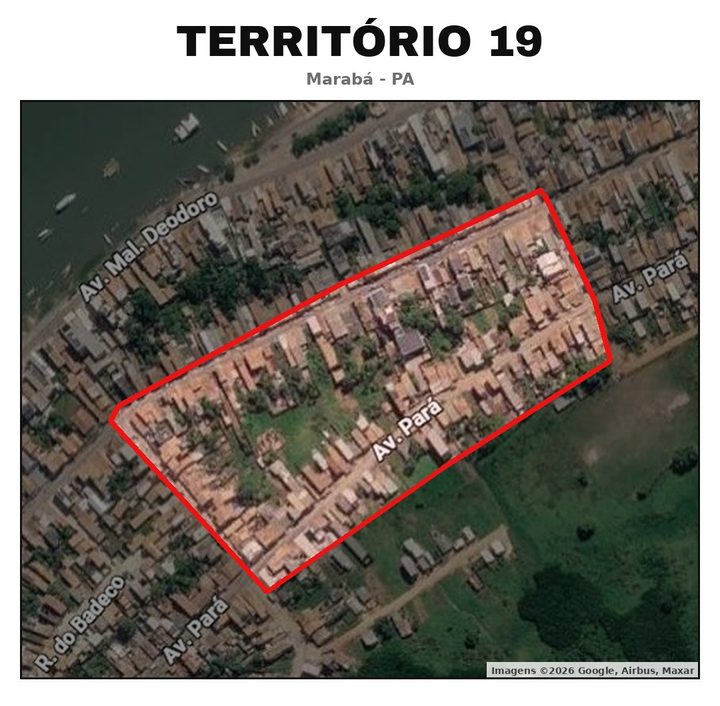 TERRITÓRIO 19
Marabá - PA
Av. Mal. Deodoro
Av. Pará
Av. Pará
R. do Badeco
Av. Pará
Imagens ©2026 Google, Airbus, Maxar